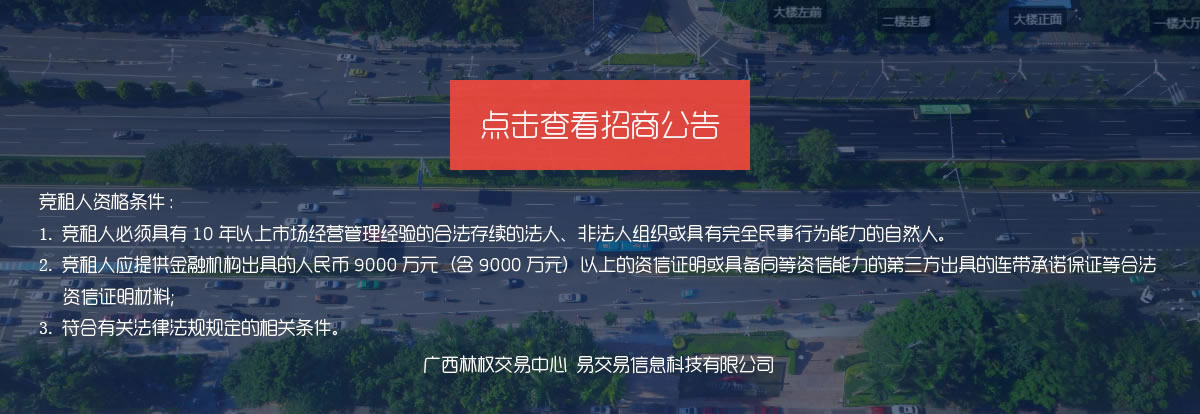 大楼左前
二楼走廊
大楼正面
一楼大厅
点击查看招商公告
竞租人资格条件：
1. 竞租人必须具有 10 年以上市场经营管理经验的合法存续的法人、非法人组织或具有完全民事行为能力的自然人。
2. 竞租人应提供金融机构出具的人民币 9000 万元（含 9000 万元）以上的资信证明或具备同等资信能力的第三方出具的连带承诺保证等合法
资信证明材料;
3. 符合有关法律法规规定的相关条件。
广西林权交易中心 易交易信息科技有限公司